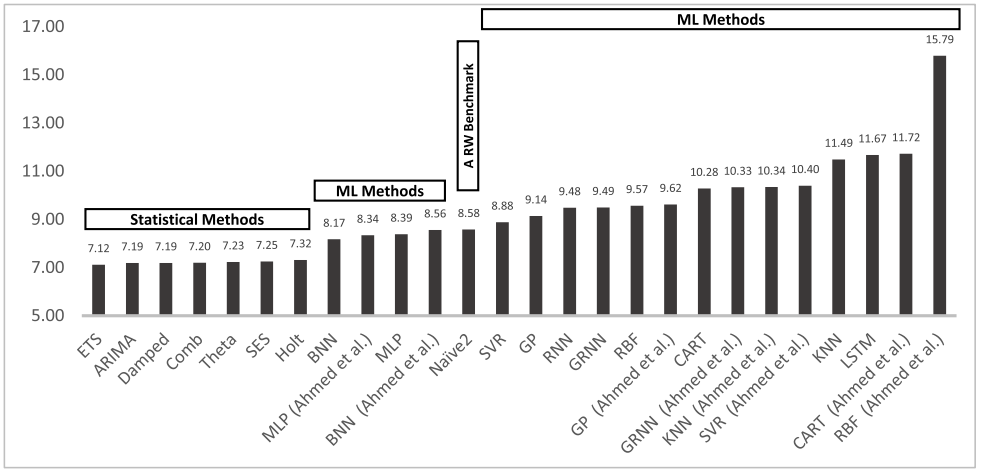 ML Methods
17.00
15.79
15.00
A RW Benchmark
13.00
11.49 11.67 11.72
11.00
ML Methods
10.28 10.33 10.34 10.40
9.48 9.49 9.57 9.62
9.14
8.88
8.56 8.58
8.34 8.39
8.17
9.00
Statistical Methods
7.12 7.19 7.19 7.20 7.23 7.25 7.32
7.00
5.00
ETS
ARIMA
Damped
Comb
Theta
SES
Holt
BNN
MLP (Ahmed et al.)
MLP
BNN (Ahmed et al.)
Naïve2
SVR
GP
RNN
GRNN
RBF
GP (Ahmed et al.)
CART
GRNN (Ahmed et al.)
KNN (Ahmed et al.)
SVR (Ahmed et al.)
KNN
LSTM
CART (Ahmed et al.)
RBF (Ahmed et al.)